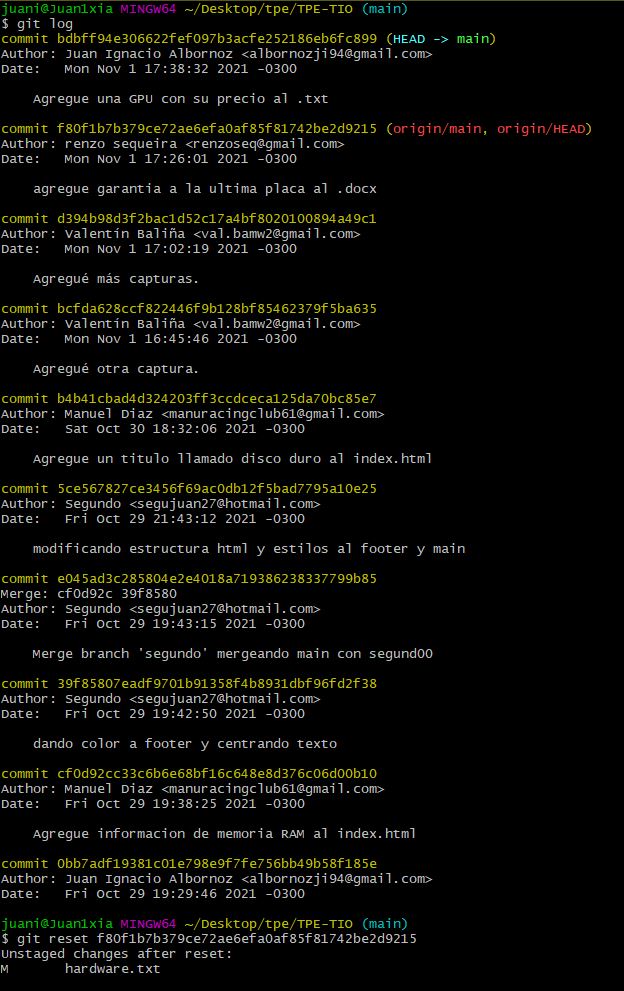 juani@Juan1xia MINGW64 ~/Desktop/tpe/TPE-TIO (main)
$ git log
commit bdbff94e306622fef097b3acfe252186eb6fc899 (HEAD -> main)
Author: Juan Ignacio Albornoz <albornozji94@gmail.com>
Date:   Mon Nov 1 17:38:32 2021 -0300
Agregue una GPU con su precio al .txt
commit f80f1b7b379ce72ae6efa0af85f81742be2d9215 (origin/main, origin/HEAD)
Author: renzo sequeira <renzoseq@gmail.com>
Date:   Mon Nov 1 17:26:01 2021 -0300
agregue garantia a la ultima placa al .docx
commit d394b98d3f2bac1d52c17a4bf8020100894a49c1
Author: Valentín Baliña <val.bamw2@gmail.com>
Date:   Mon Nov 1 17:02:19 2021 -0300
Agregué más capturas.
commit bcfda628ccf822446f9b128bf85462379f5ba635
Author: Valentín Baliña <val.bamw2@gmail.com>
Date:   Mon Nov 1 16:45:46 2021 -0300
Agregué otra captura.
commit b4b41cbad4d324203ff3ccdceca125da70bc85e7
Author: Manuel Diaz <manuracingclub61@gmail.com>
Date:   Sat Oct 30 18:32:06 2021 -0300
Agregue un titulo llamado disco duro al index.html
commit 5ce567827ce3456f69ac0db12f5bad7795a10e25
Author: Segundo <segujuan27@hotmail.com>
Date:   Fri Oct 29 21:43:12 2021 -0300
modificando estructura html y estilos al footer y main
commit e045ad3c285804e2e4018a719386238337799b85
Merge: cf0d92c 39f8580
Author: Segundo <segujuan27@hotmail.com>
Date:   Fri Oct 29 19:43:15 2021 -0300
Merge branch 'segundo' mergeando main con segund00
commit 39f85807eadf9701b91358f4b8931dbf96fd2f38
Author: Segundo <segujuan27@hotmail.com>
Date:   Fri Oct 29 19:42:50 2021 -0300
dando color a footer y centrando texto
commit cf0d92cc33c6b6e68bf16c648e8d376c06d00b10
Author: Manuel Diaz <manuracingclub61@gmail.com>
Date:   Fri Oct 29 19:38:25 2021 -0300
Agregue informacion de memoria RAM al index.html
commit 0bb7adf19381c01e798e9f7fe756bb49b58f185e
Author: Juan Ignacio Albornoz <albornozji94@gmail.com>
Date:   Fri Oct 29 19:29:46 2021 -0300
juani@Juan1xia MINGW64 ~/Desktop/tpe/TPE-TIO (main)
$ git reset f80f1b7b379ce72ae6efa0af85f81742be2d9215
Unstaged changes after reset:
M       hardware.txt